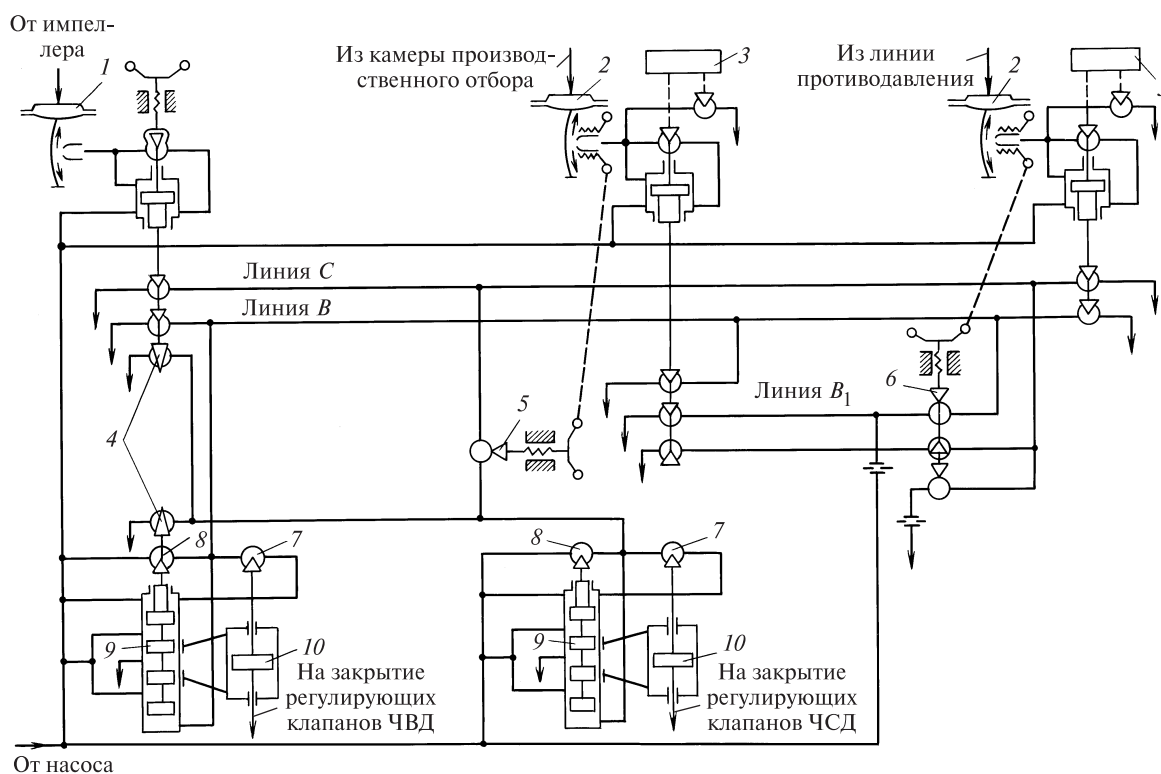 От импел-
лера
1
Из камеры производ-
ственного отбора
2
3
Из линии
противодавления
2
Линия C
Линия B
4
5
6
Линия B1
8
7
8
7
9
10
9
10
На закрытие
регулирующих
клапанов ЧВД
На закрытие
регулирующих
клапанов ЧСД
От насоса